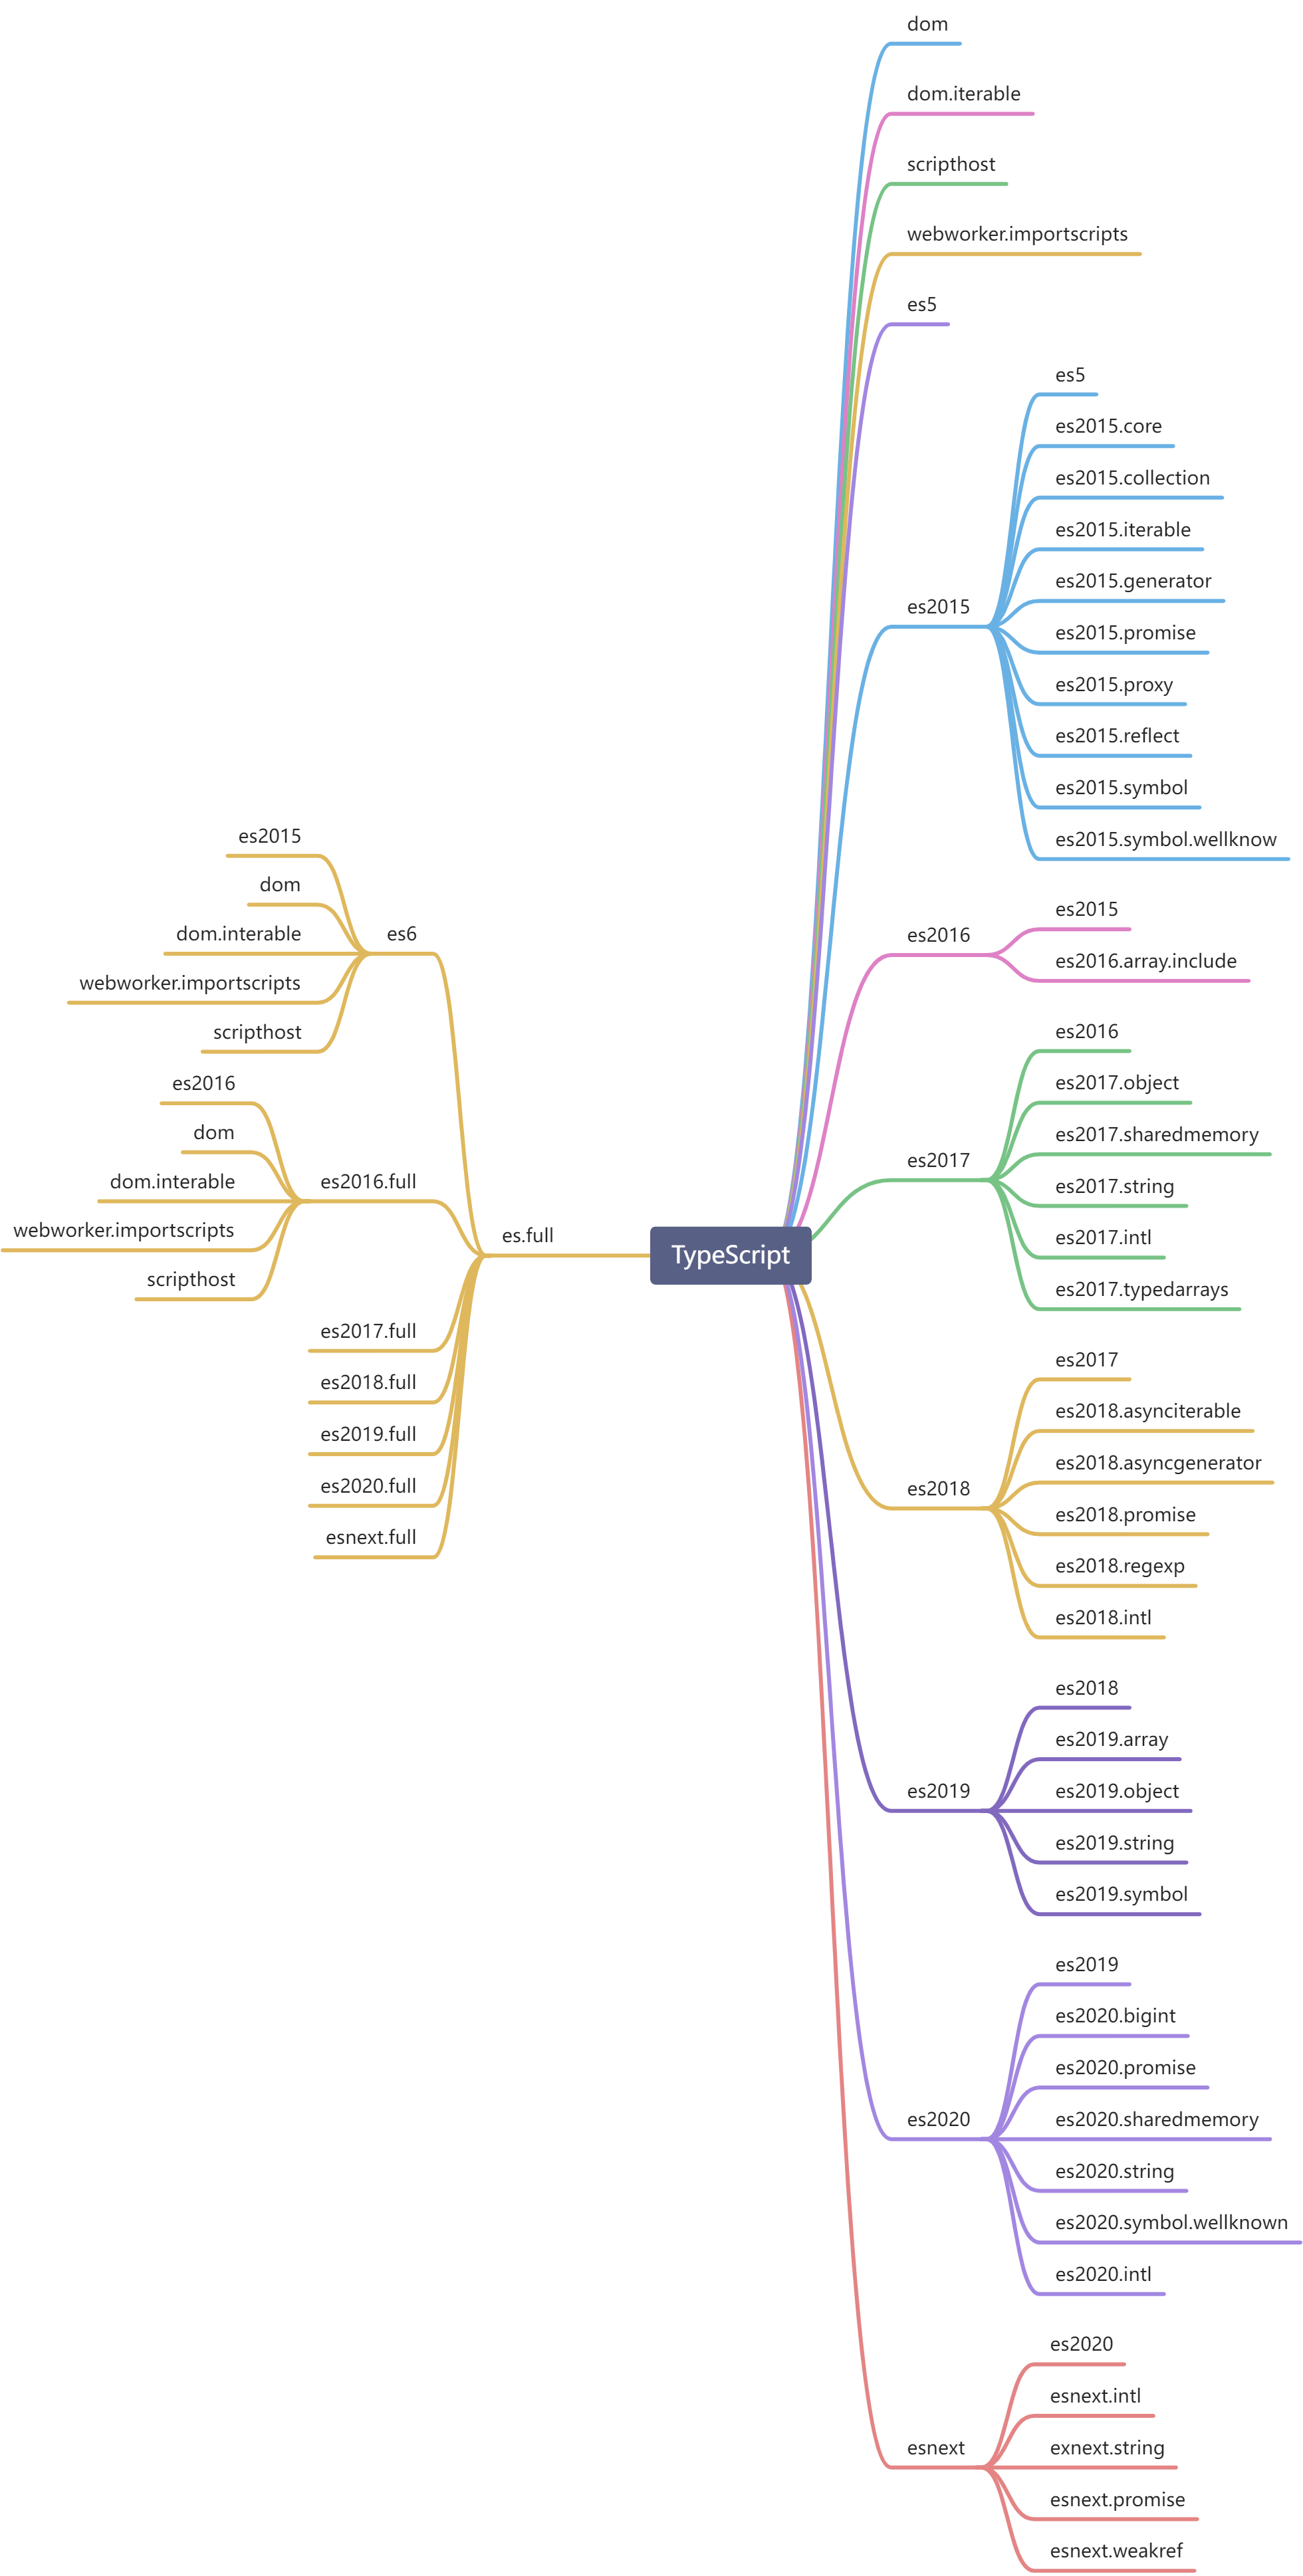 TypeScript
dom
dom.iterable
scripthost
webworker.importscripts
es5
es2015
es5
es2015.core
es2015.collection
es2015.iterable
es2015.generator
es2015.promise
es2015.proxy
es2015.reflect
es2015.symbol
es2015.symbol.wellknow
es2016
es2015
es2016.array.include
es2017
es2016
es2017.object
es2017.sharedmemory
es2017.string
es2017.intl
es2017.typedarrays
es2018
es2017
es2018.asynciterable
es2018.asyncgenerator
es2018.promise
es2018.regexp
es2018.intl
es2019
es2018
es2019.array
es2019.object
es2019.string
es2019.symbol
es2020
es2019
es2020.bigint
es2020.promise
es2020.sharedmemory
es2020.string
es2020.symbol.wellknown
es2020.intl
esnext
es2020
esnext.intl
exnext.string
esnext.promise
esnext.weakref
es.full
es6
es2015
dom
dom.interable
webworker.importscripts
scripthost
es2016.full
es2016
dom
dom.interable
webworker.importscripts
scripthost
es2017.full
es2018.full
es2019.full
es2020.full
esnext.full